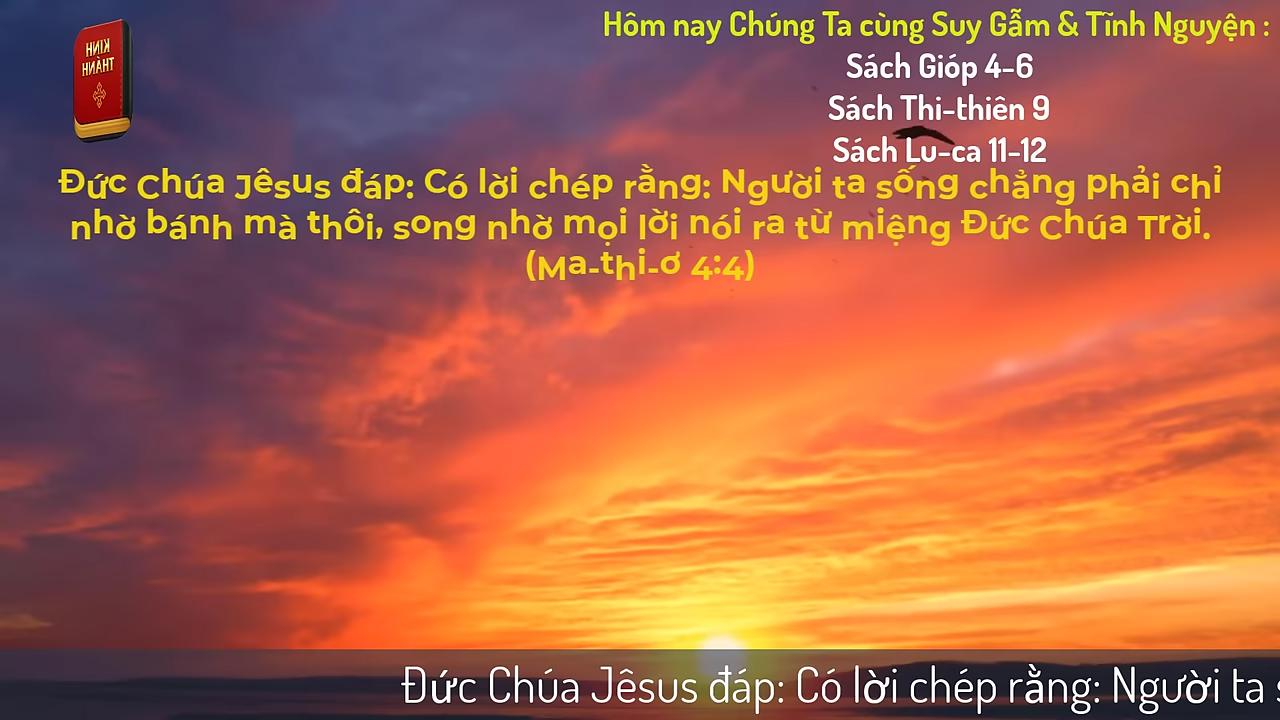 KINH
THÁNH
Hôm nay Chúng Ta cùng Suy Gẫm & Tĩnh Nguyện :
Sách Gióp 4-6
Sách Thi-thiên 9
Sách Lu-ca 11-12
Đức Chúa Jêsus đáp: Có lời chép rằng: Người ta sống chẳng phải chỉ
nhờ bánh mà thôi, song nhờ mọi lời nói ra từ miệng Đức Chúa Trời.
(Ma-thi-ơ 4:4)
Đức Chúa Jêsus đáp: Có lời chép rằng: Người ta s